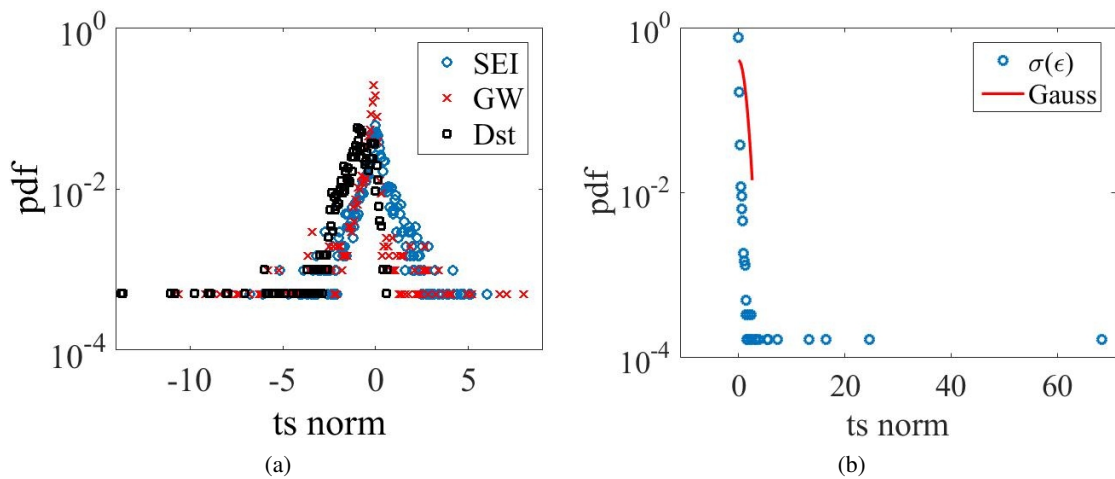 10^0
10^-2
10^-4
pdf
SEI
GW
Dst
-10 -5 0 5
ts norm
(a)
10^0
10^-2
10^-4
pdf
σ(ϵ)
Gauss
0 20 40 60
ts norm
(b)